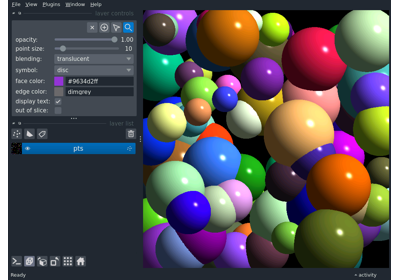 File View Plugins Window Help
layer controls
opacity: 1.00
point size: 10
blending: translucent
symbol: disc
face color: #9634d2ff
edge color: dimgrey
display text: ✓
out of slice:
layer list
pts
Ready
activity